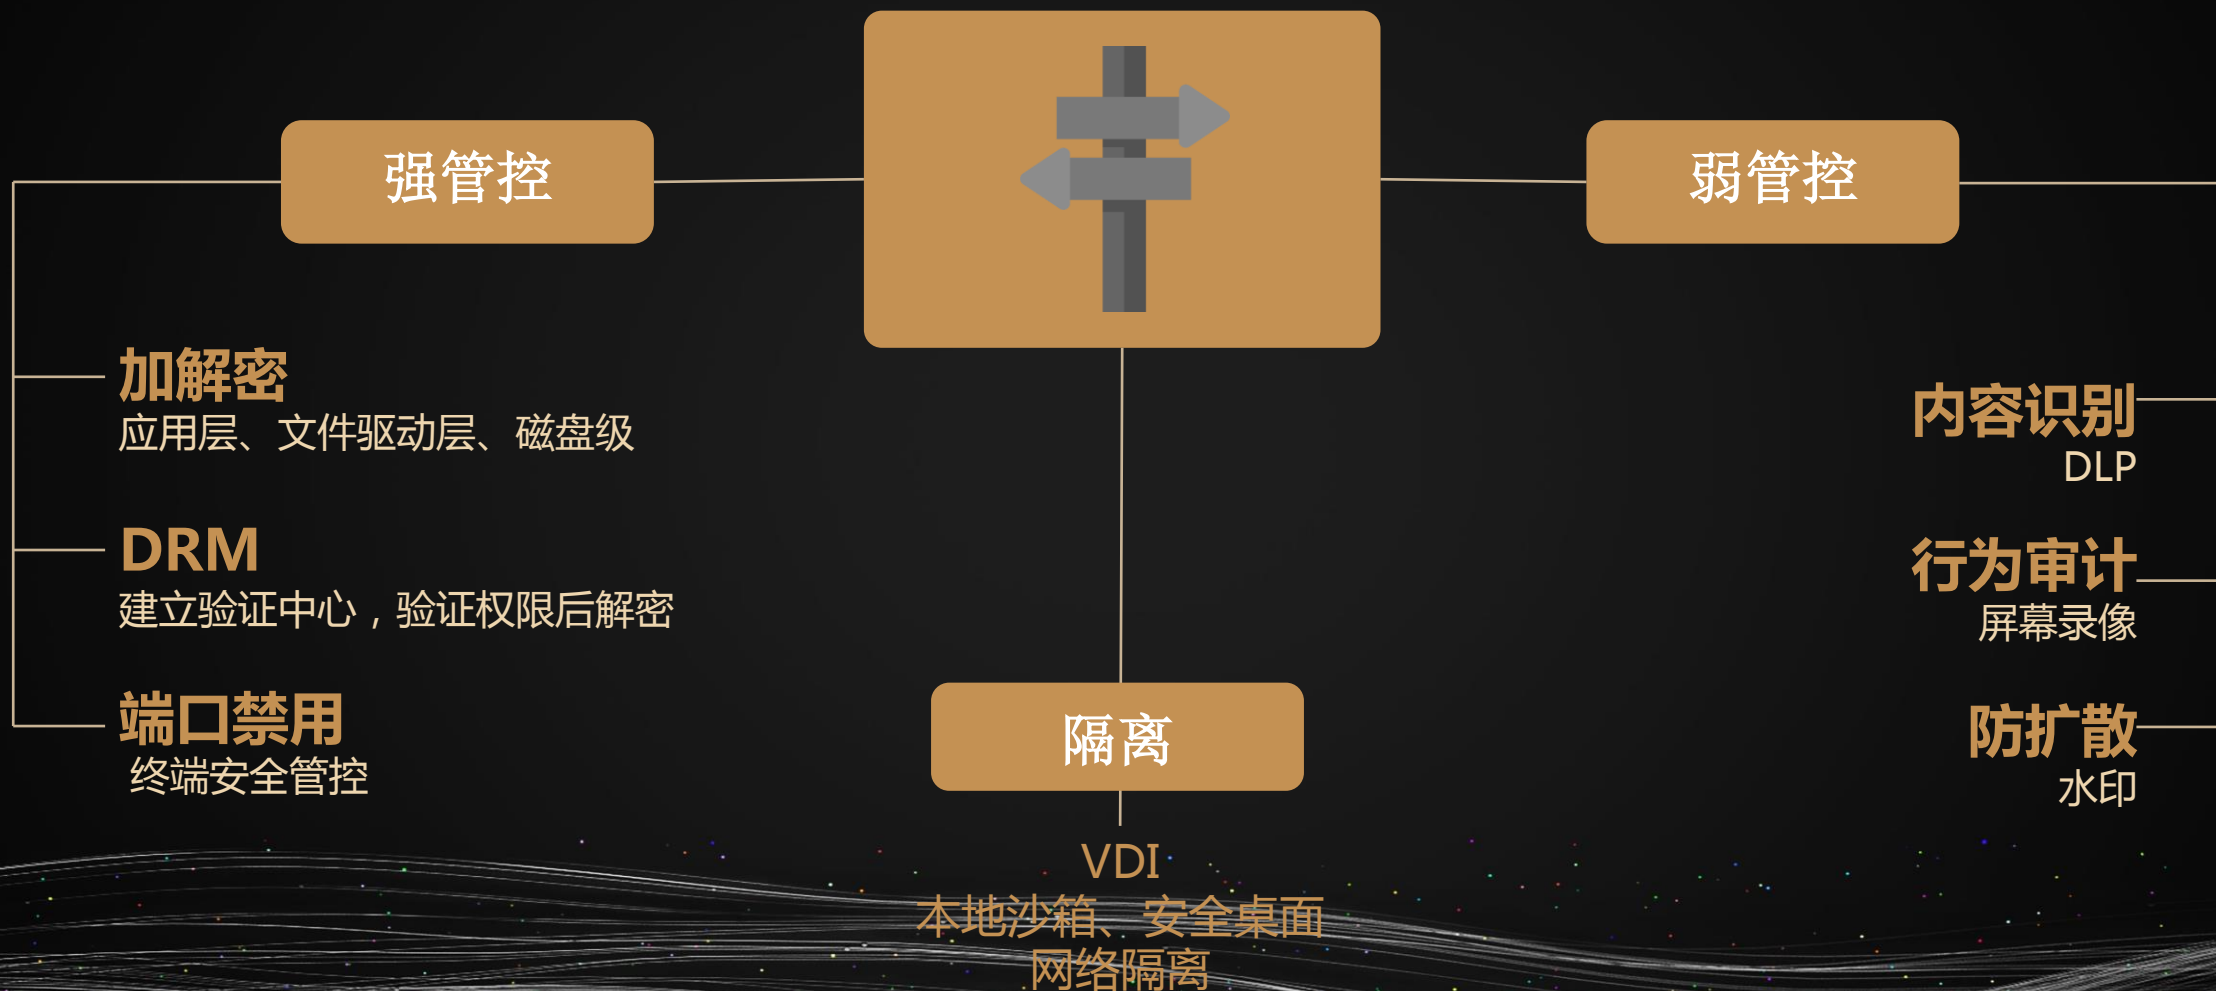 强管控
弱管控
加解密
应用层、文件驱动层、磁盘级
DRM
建立验证中心，验证权限后解密
端口禁用
终端安全管控
内容识别
DLP
行为审计
屏幕录像
防扩散
水印
隔离
VDI
本地沙箱、安全桌面
网络隔离